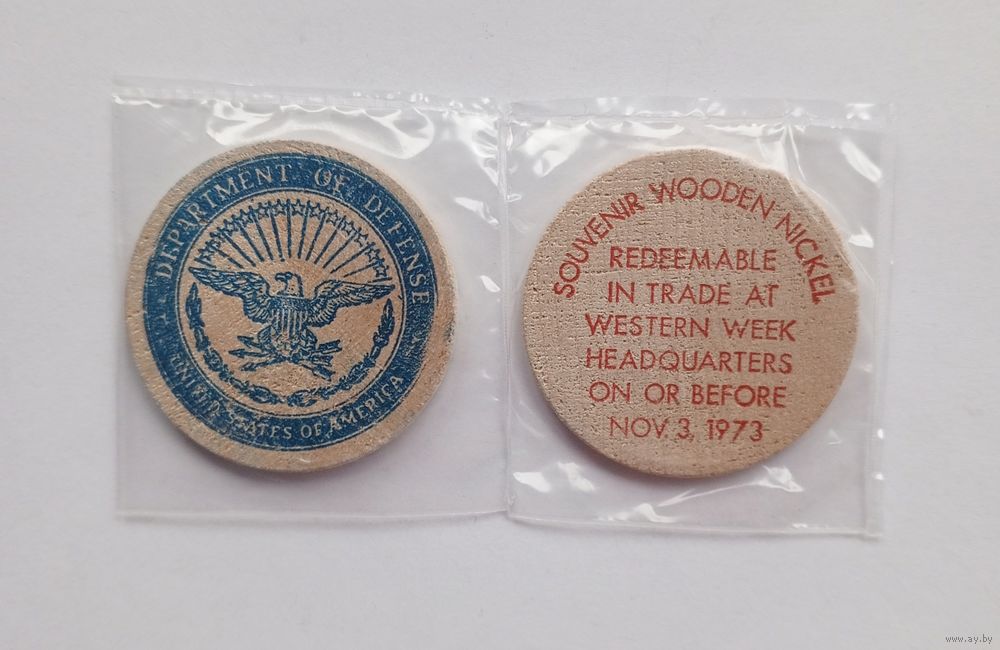 DEPARTMENT OF DEFENSE
UNITED STATES OF AMERICA
SOUVENIR WOODEN NICKEL
REDEEMABLE
IN TRADE AT
WESTERN WEEK
HEADQUARTERS
ON OR BEFORE
NOV. 3, 1973
www.ay.by